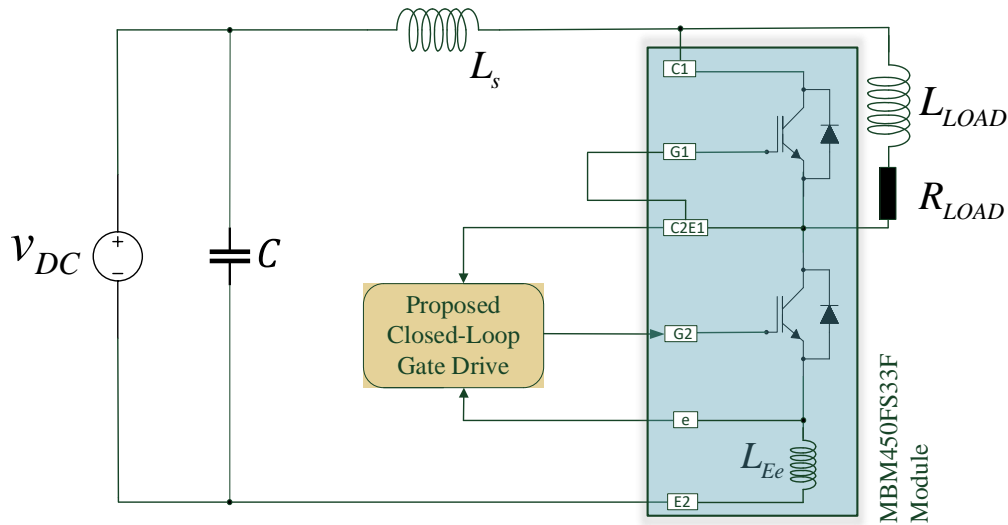 L_s
C1
L_LOAD
G1
R_LOAD
C2E1
v_DC
+
−
C
Proposed
Closed-Loop
Gate Drive
G2
e
L_Ee
E2
MBM450FS33F
Module